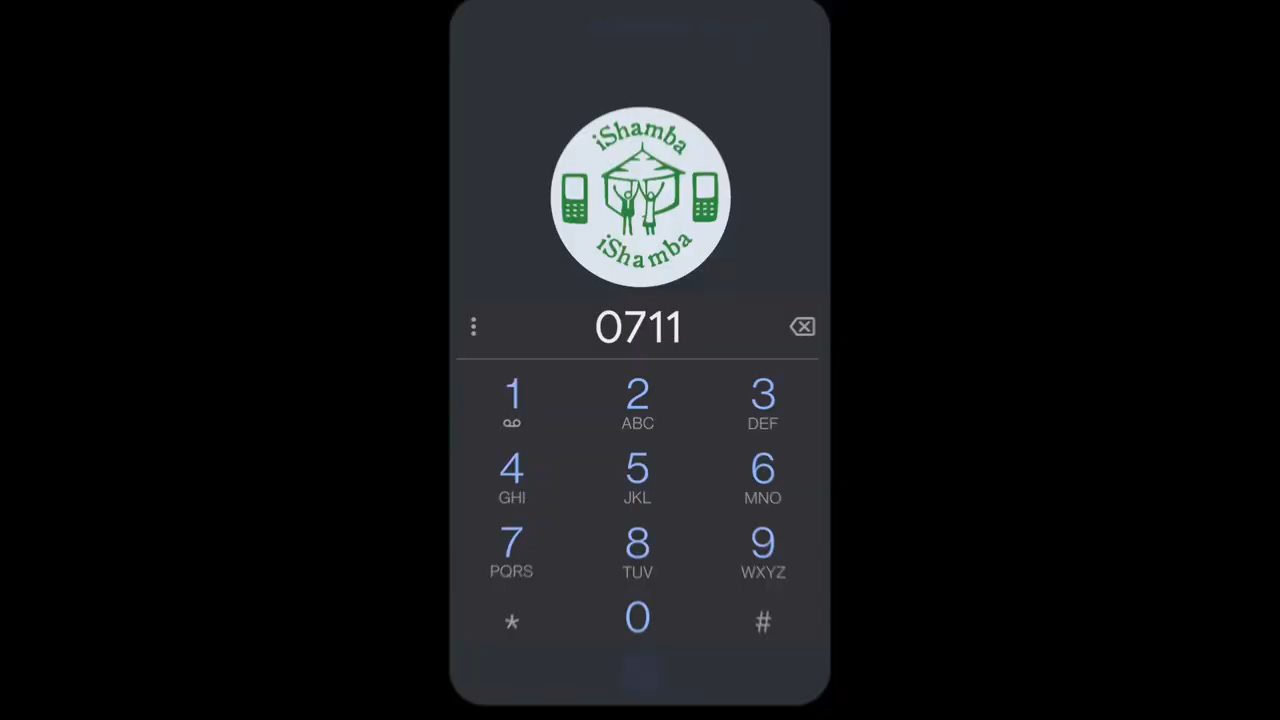 iShamba
iShamba
0711
1 2 3
ABC DEF
4 5 6
GHI JKL MNO
7 8 9
PQRS TUV WXYZ
* 0 #